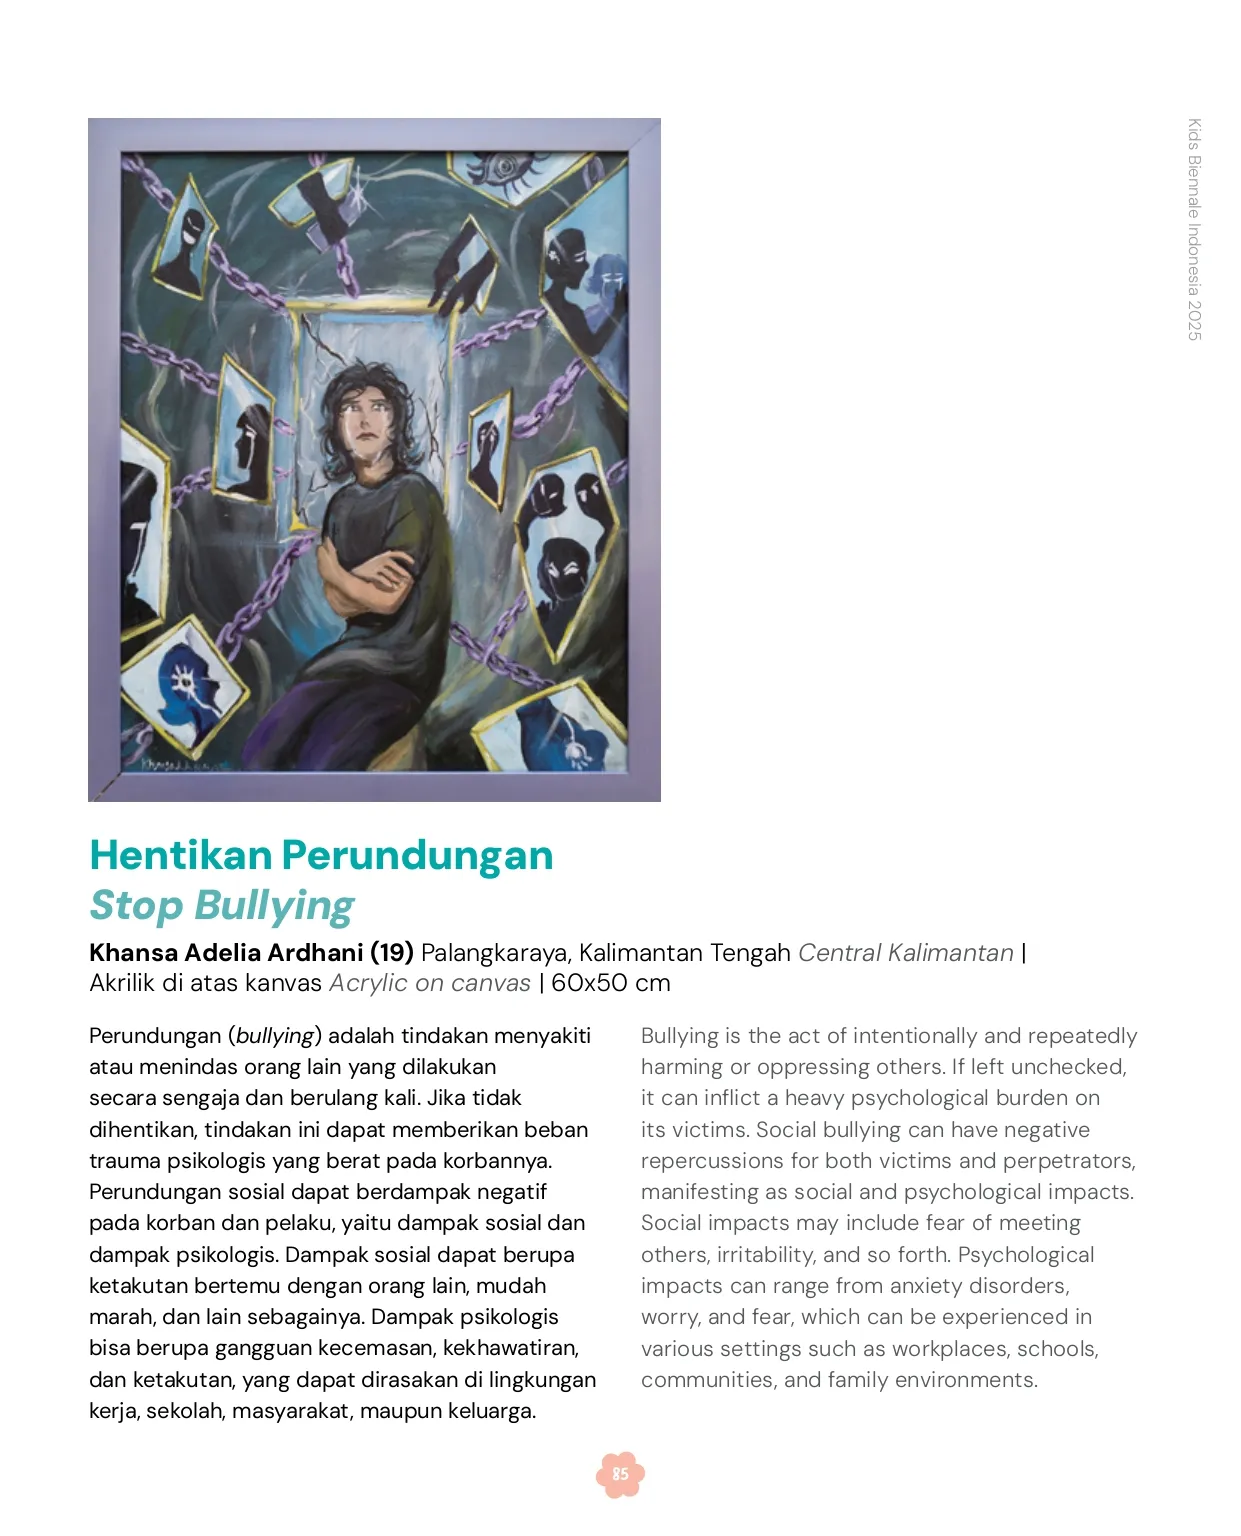 Kids Biennale Indonesia 2025
Hentikan Perundungan
Stop Bullying
Khansa Adelia Ardhani (19) Palangkaraya, Kalimantan Tengah Central Kalimantan |
Akrilik di atas kanvas Acrylic on canvas | 60x50 cm
Perundungan (bullying) adalah tindakan menyakiti
atau menindas orang lain yang dilakukan
secara sengaja dan berulang kali. Jika tidak
dihentikan, tindakan ini dapat memberikan beban
trauma psikologis yang berat pada korbannya.
Perundungan sosial dapat berdampak negatif
pada korban dan pelaku, yaitu dampak sosial dan
dampak psikologis. Dampak sosial dapat berupa
ketakutan bertemu dengan orang lain, mudah
marah, dan lain sebagainya. Dampak psikologis
bisa berupa gangguan kecemasan, kekhawatiran,
dan ketakutan, yang dapat dirasakan di lingkungan
kerja, sekolah, masyarakat, maupun keluarga.
Bullying is the act of intentionally and repeatedly
harming or oppressing others. If left unchecked,
it can inflict a heavy psychological burden on
its victims. Social bullying can have negative
repercussions for both victims and perpetrators,
manifesting as social and psychological impacts.
Social impacts may include fear of meeting
others, irritability, and so forth. Psychological
impacts can range from anxiety disorders,
worry, and fear, which can be experienced in
various settings such as workplaces, schools,
communities, and family environments.
85